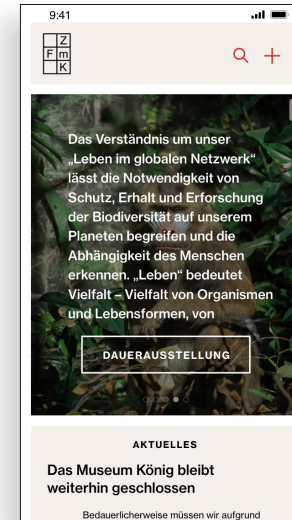 9:41
Z
F m
K
Das Verständnis um unser
„Leben im globalen Netzwerk“
lässt die Notwendigkeit von
Schutz, Erhalt und Erforschung
der Biodiversität auf unserem
Planeten begreifen und die
Abhängigkeit des Menschen
erkennen. „Leben“ bedeutet
Vielfalt – Vielfalt von Organismen
und Lebensformen, von
DAUERAUSSTELLUNG
AKTUELLES
Das Museum König bleibt
weiterhin geschlossen
Bedauerlicherweise müssen wir aufgrund